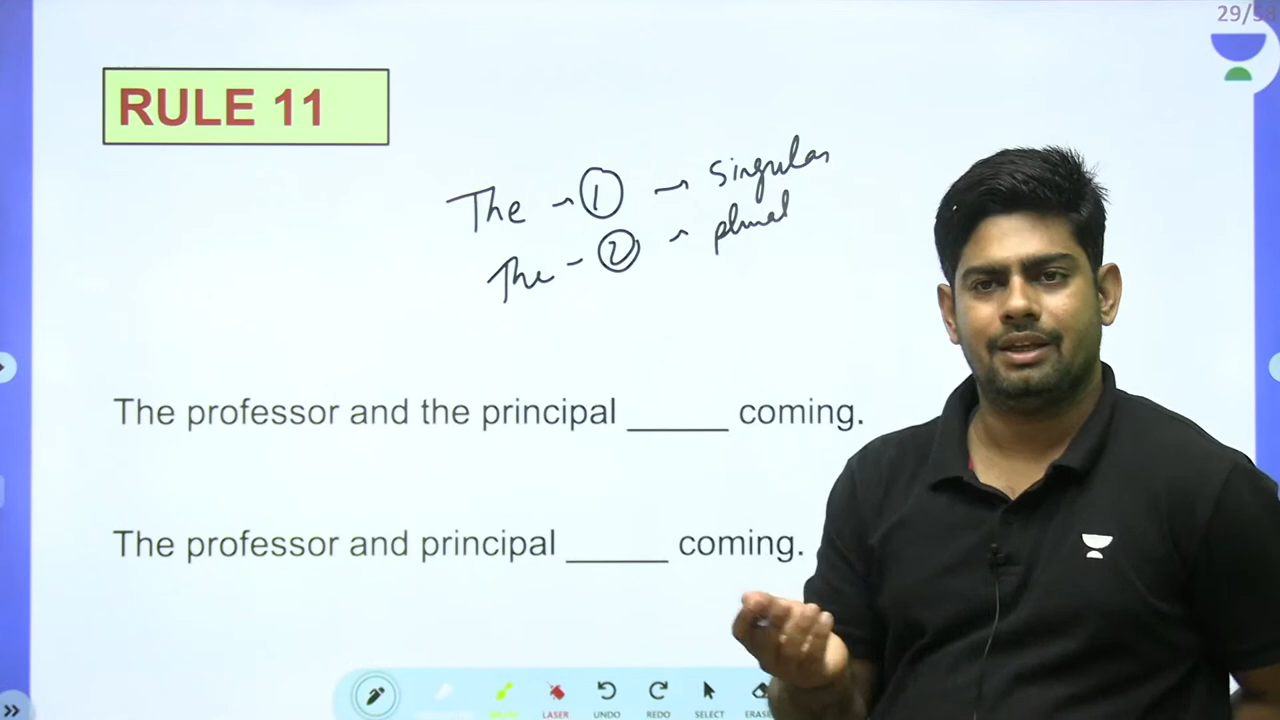 29/58
RULE 11
The - 1 - Singular
The - 2 - plural
The professor and the principal ______ coming.
The professor and principal ______ coming.
LASER
UNDO
REDO
SELECT